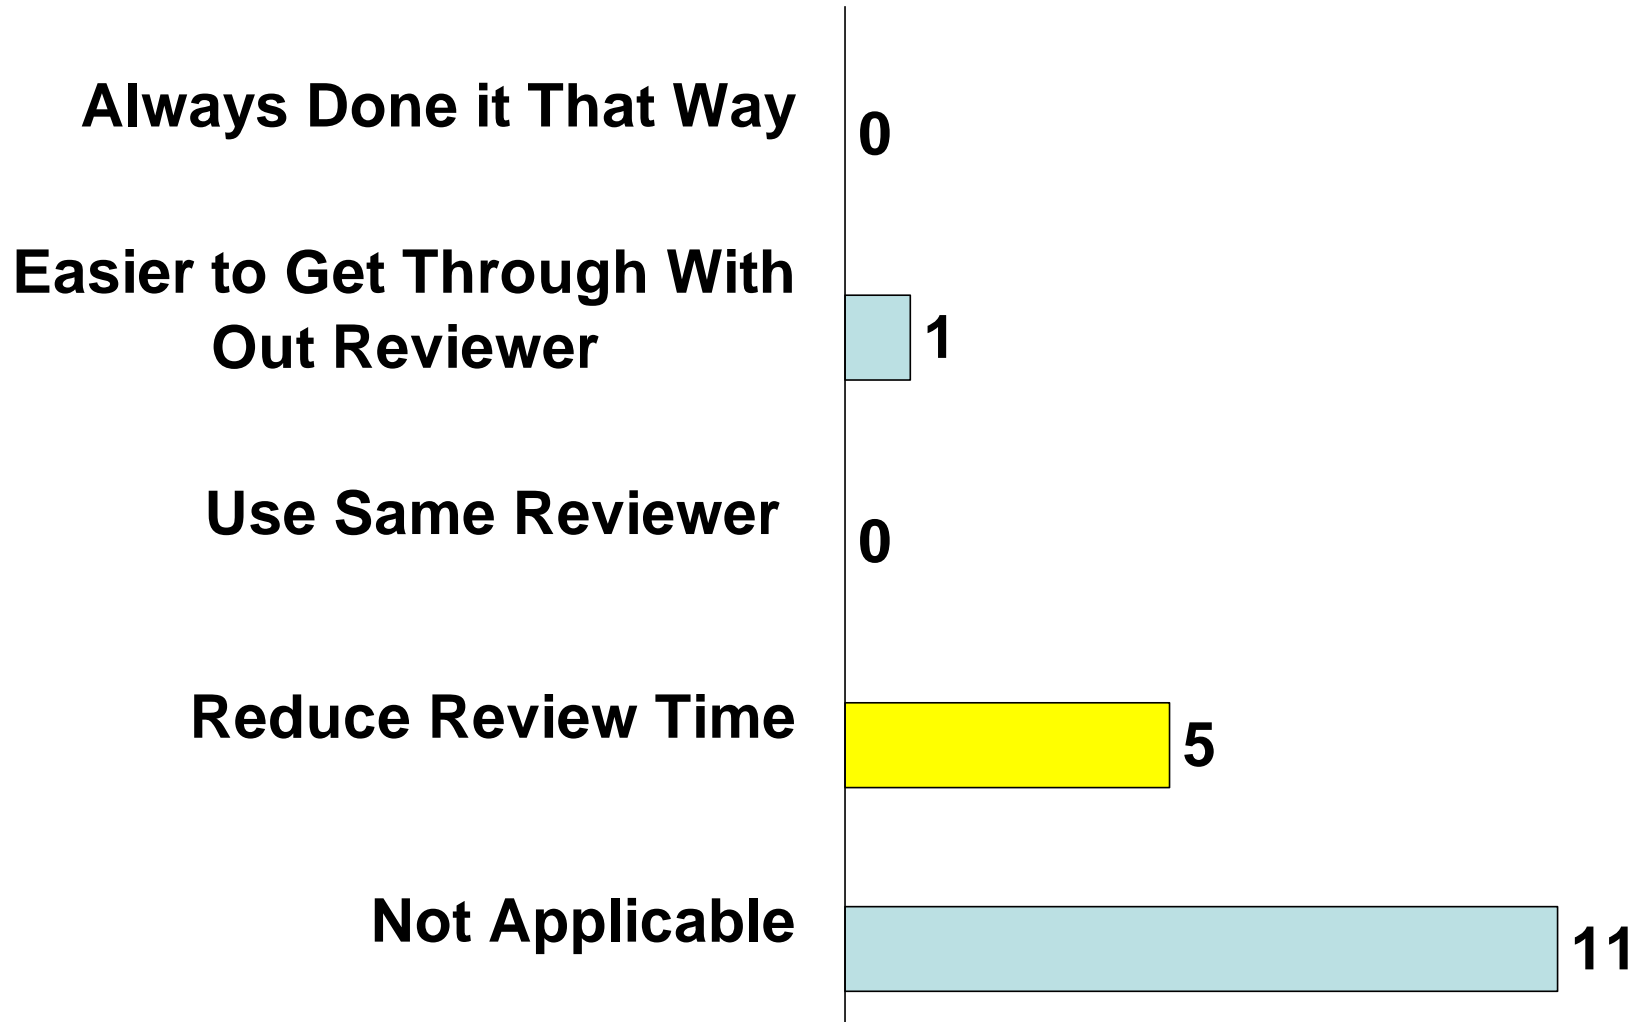 Always Done it That Way
0
Easier to Get Through With
Out Reviewer
1
Use Same Reviewer
0
Reduce Review Time
5
Not Applicable
11